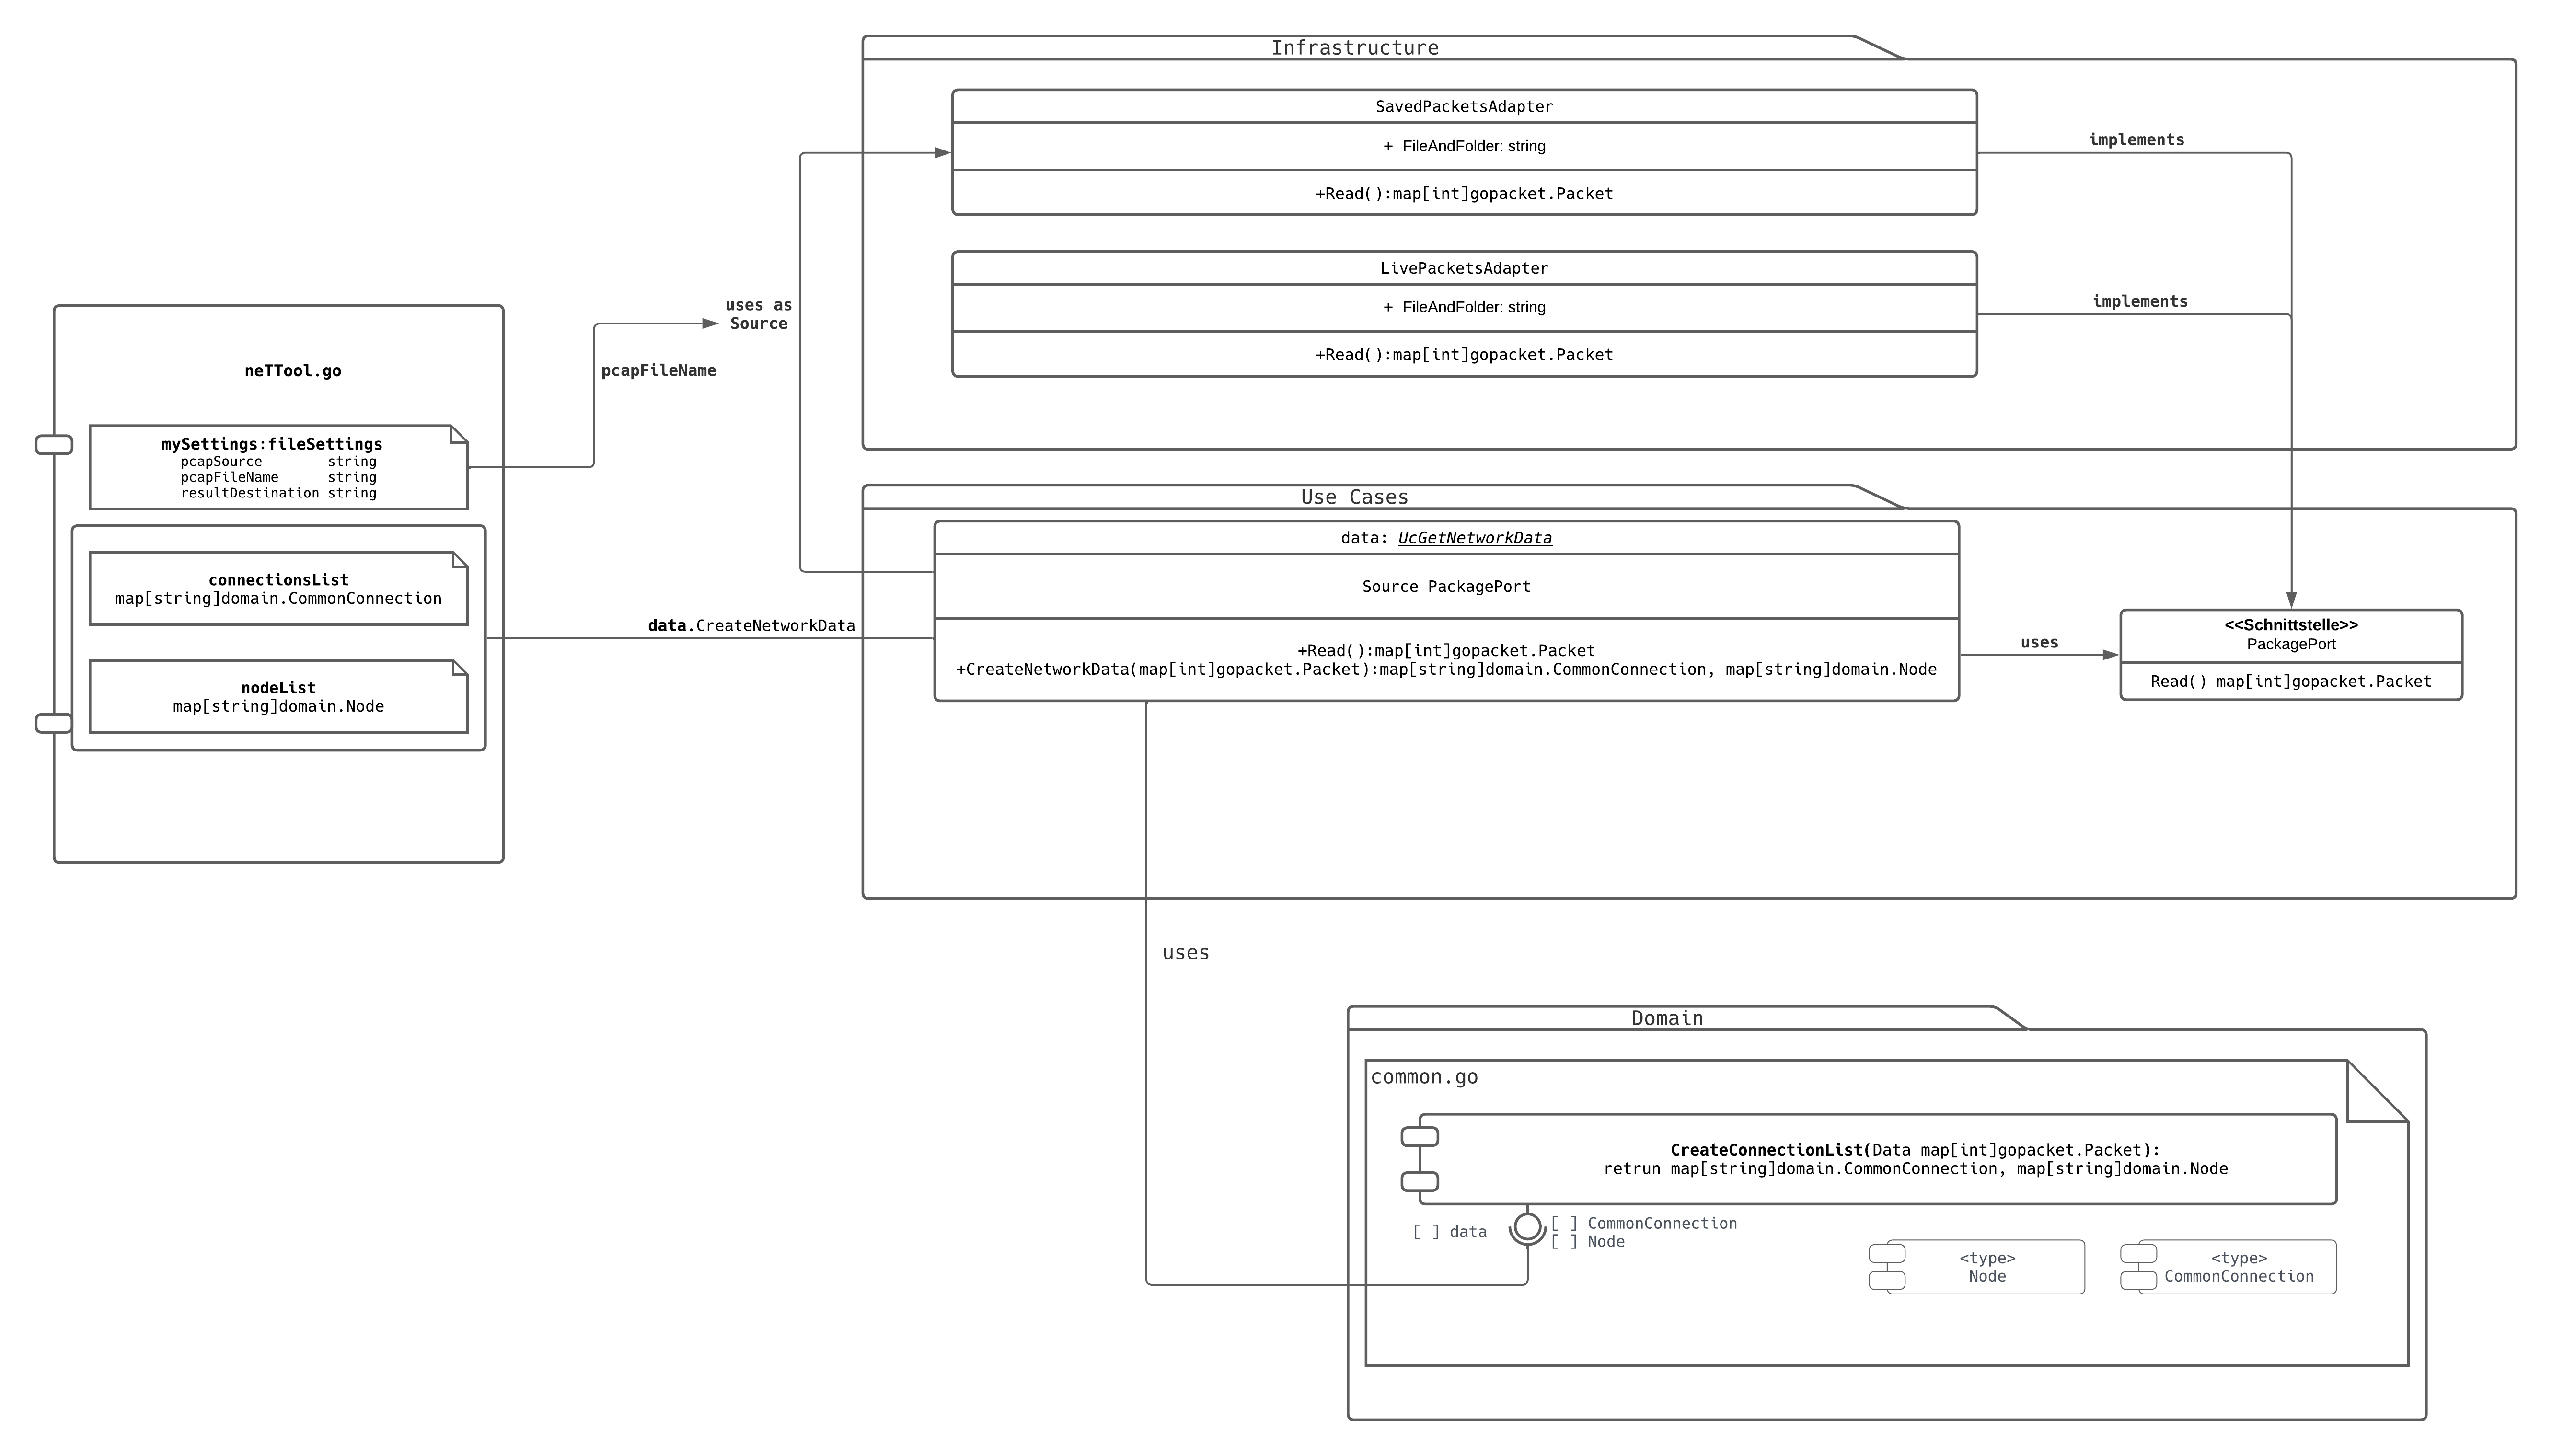 Infrastructure
SavedPacketsAdapter
+ FileAndFolder: string
+Read():map[int]gopacket.Packet
implements
LivePacketsAdapter
+ FileAndFolder: string
+Read():map[int]gopacket.Packet
implements
uses as
Source
pcapFileName
neTTool.go
mySettings:fileSettings
pcapSource string
pcapFileName string
resultDestination string
connectionsList
map[string]domain.CommonConnection
nodeList
map[string]domain.Node
data.CreateNetworkData
Use Cases
data: UcGetNetworkData
Source PackagePort
+Read():map[int]gopacket.Packet
+CreateNetworkData(map[int]gopacket.Packet):map[string]domain.CommonConnection, map[string]domain.Node
uses
<<Schnittstelle>>
PackagePort
Read() map[int]gopacket.Packet
uses
Domain
common.go
CreateConnectionList(Data map[int]gopacket.Packet):
retrun map[string]domain.CommonConnection, map[string]domain.Node
[ ] data
[ ] CommonConnection
[ ] Node
<type>
Node
<type>
CommonConnection